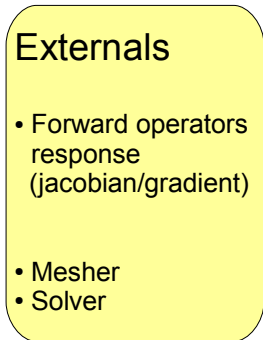 Externals
• Forward operators
response
(jacobian/gradient)
• Mesher
• Solver